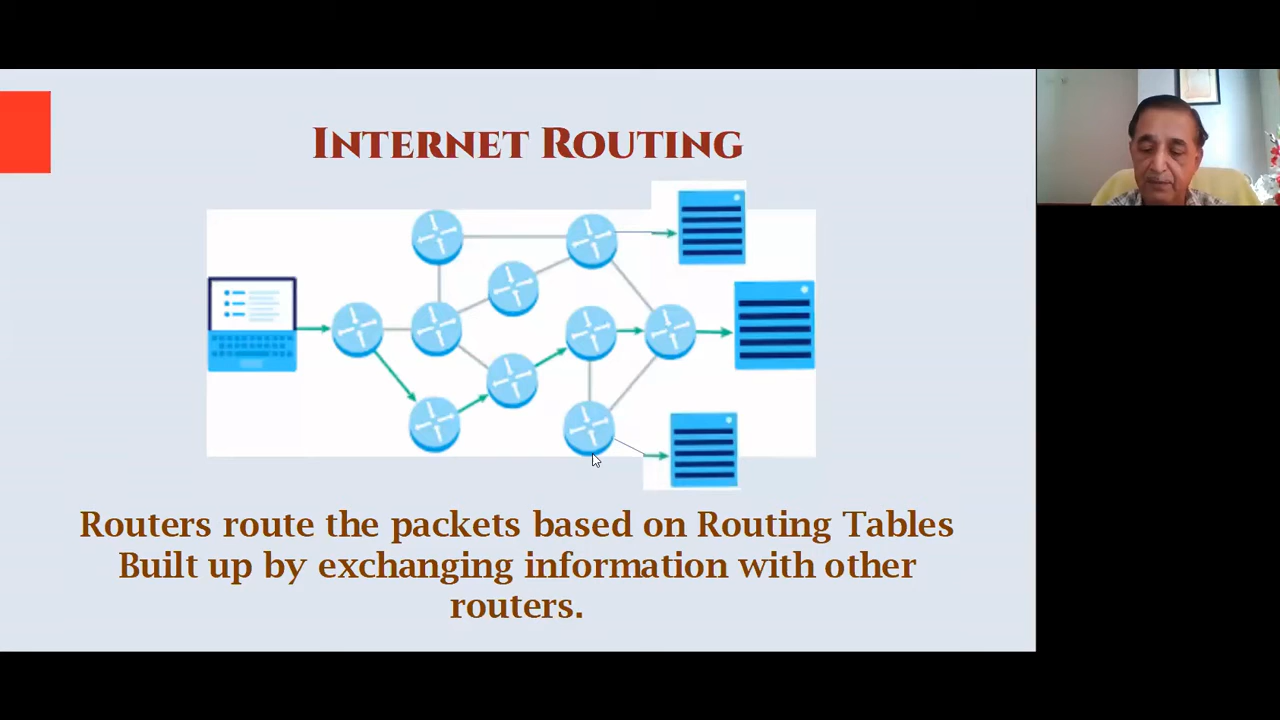 INTERNET ROUTING
Routers route the packets based on Routing Tables
Built up by exchanging information with other
routers.